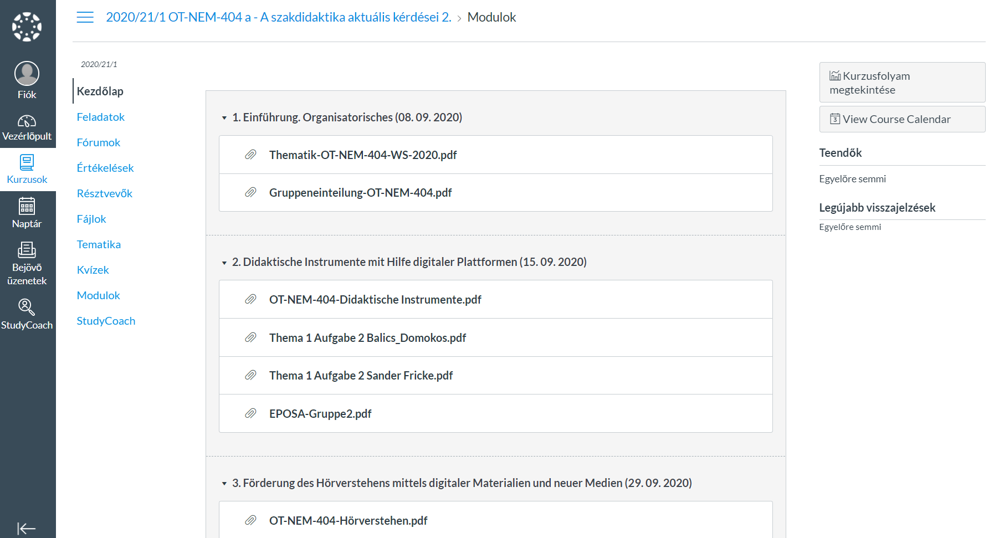 2020/21/1 OT-NEM-404 a - A szakdidaktika aktuális kérdései 2. › Modulok
Fiók
Vezérlőpult
Kurzusok
Naptár
Bejövő
üzenetek
StudyCoach
2020/21/1
Kezdőlap
Feladatok
Fórumok
Értékelések
Résztvevők
Fájlok
Tematika
Kvízek
Modulok
StudyCoach
1. Einführung. Organisatorisches (08. 09. 2020)
Thematik-OT-NEM-404-WS-2020.pdf
Gruppeneinteilung-OT-NEM-404.pdf
2. Didaktische Instrumente mit Hilfe digitaler Plattformen (15. 09. 2020)
OT-NEM-404-Didaktische Instrumente.pdf
Thema 1 Aufgabe 2 Balics_Domokos.pdf
Thema 1 Aufgabe 2 Sander Fricke.pdf
EPOSA-Gruppe2.pdf
3. Förderung des Hörverstehens mittels digitaler Materialien und neuer Medien (29. 09. 2020)
OT-NEM-404-Hörverstehen.pdf
Kurzusfolyam
megtekintése
3 View Course Calendar
Teendők
Egyelőre semmi
Legújabb visszajelzések
Egyelőre semmi